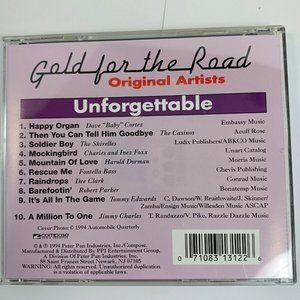 Gold for the Road
Original Artists
Unforgettable
1. Happy Organ Dave "Baby" Cortez Embassy Music
2. Then You Can Tell Him Goodbye The Casinos Acuff Rose
3. Soldier Boy The Shirelles Ludix Publishers/ABKCO Music
4. Mockingbird Charles and Inez Foxx Unart Catalog
5. Mountain Of Love Harold Dorman Morris Music
6. Rescue Me Fontella Bass Chevis Publishing
7. Raindrops Dee Clark Conrad Music
8. Barefootin' Robert Parker Bonatemp Music
9. It's All In The Game Tommy Edwards C. Dawson/W. Braithwaite/J. Skinner/
Zamba/Frosji Music/Willesden Music ASCAP
10. A Million To One Jimmy Charles T. Randazzo/V. Piko, Razzle Dazzle Music
Cover Photo © 1994 Automobile Quarterly
compose
℗ & © 1994 Peter Pan Industries, Inc./Compose.
Manufactured & Distributed By PPI Entertainment Group,
A Division Of Peter Pan Industries, Inc.
88 Saint Francis Street Newark, NJ 07105
Warning: All Rights Reserved. Unauthorized duplication
is a violation of applicable laws.
0 71083 13122 6